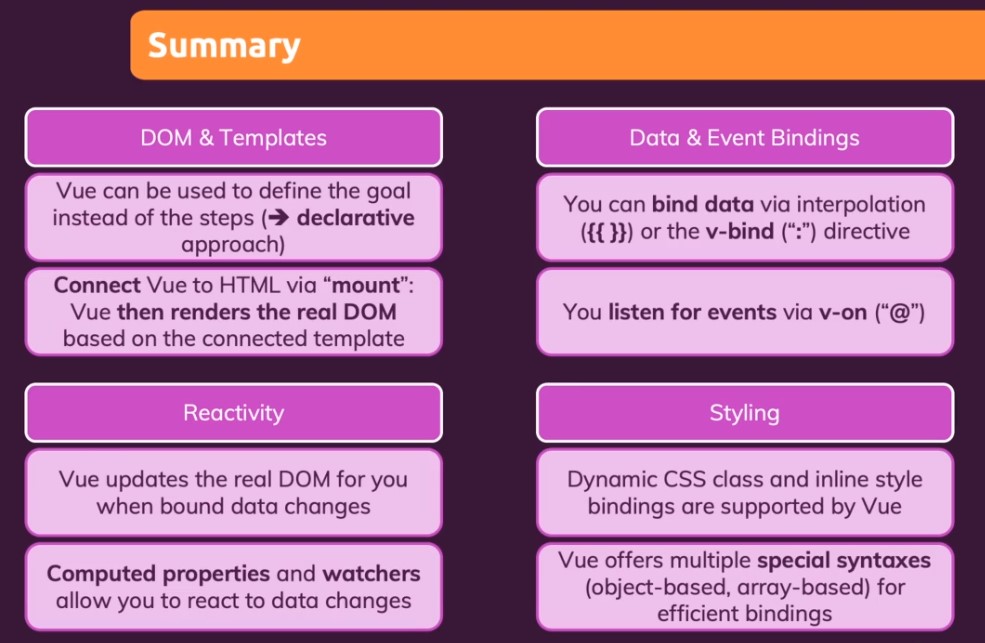 Summary
DOM & Templates
Vue can be used to define the goal
instead of the steps (➔ declarative
approach)
Connect Vue to HTML via “mount”:
Vue then renders the real DOM
based on the connected template
Data & Event Bindings
You can bind data via interpolation
({{ }}) or the v-bind (“:”) directive
You listen for events via v-on (“@”)
Reactivity
Vue updates the real DOM for you
when bound data changes
Computed properties and watchers
allow you to react to data changes
Styling
Dynamic CSS class and inline style
bindings are supported by Vue
Vue offers multiple special syntaxes
(object-based, array-based) for
efficient bindings